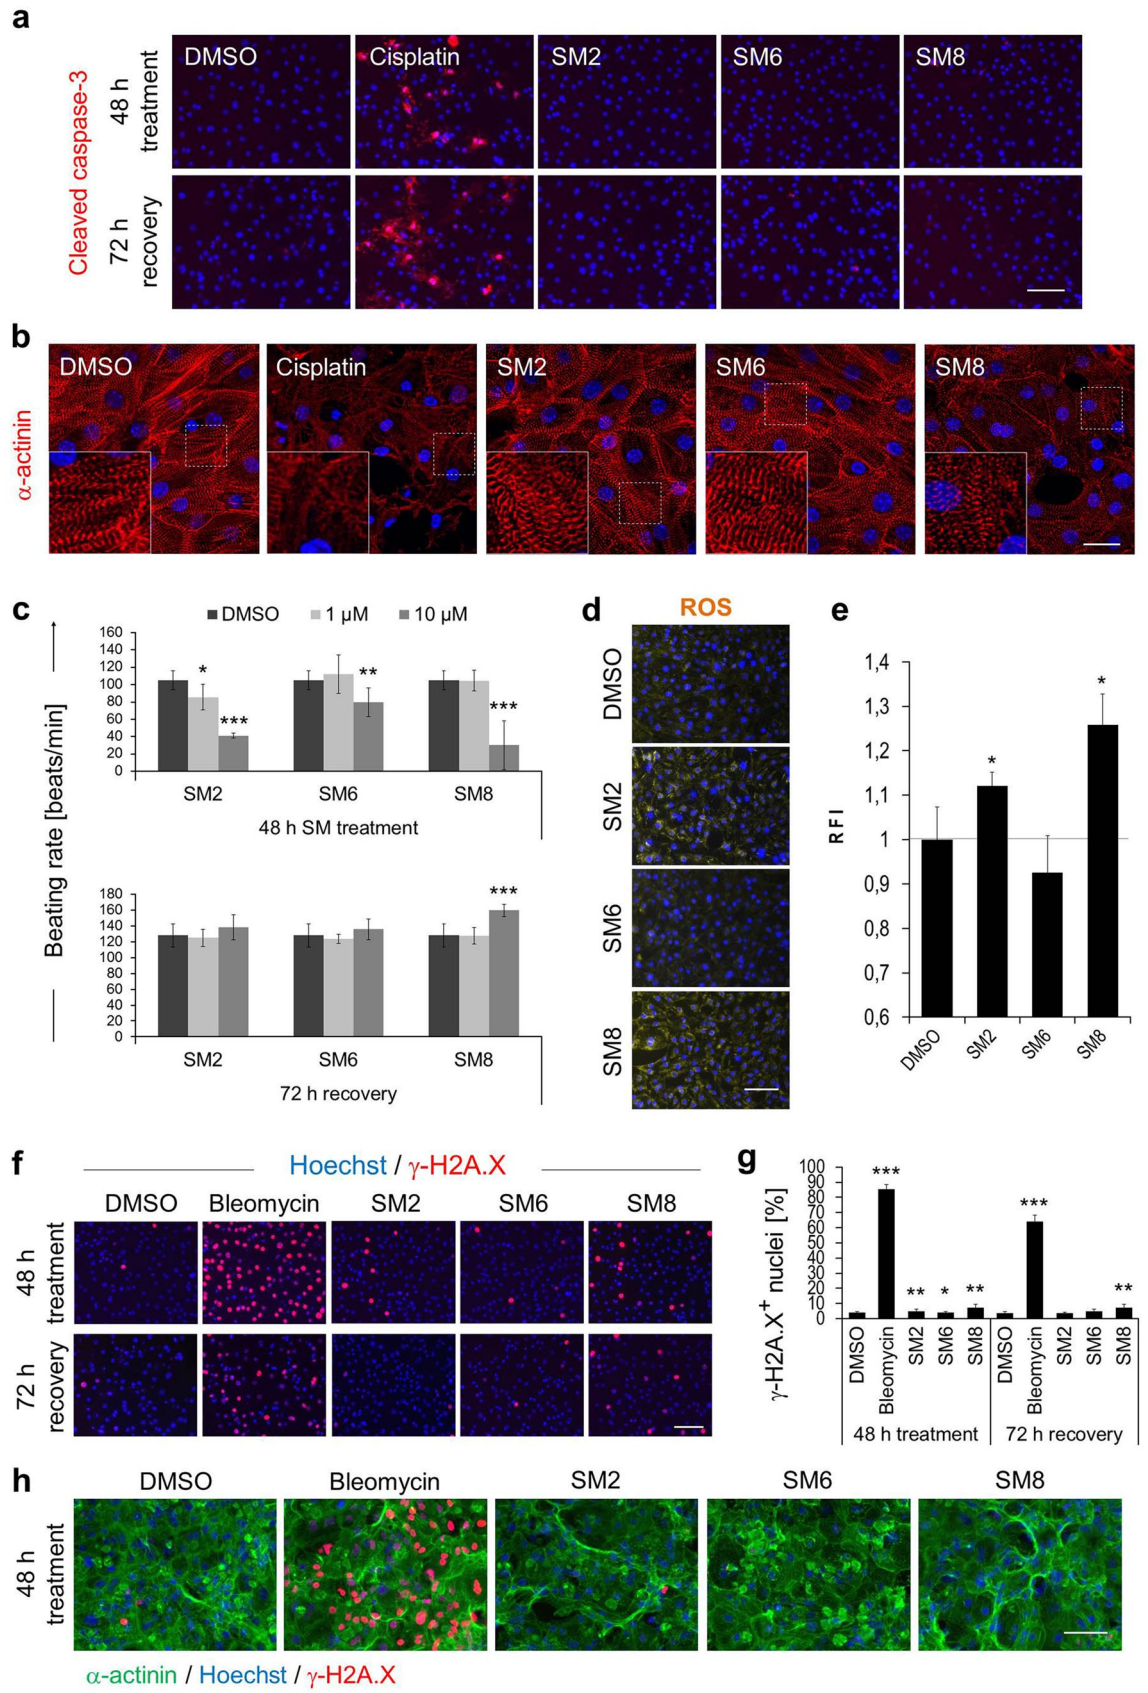 a
Cleaved caspase-3
48 h
treatment
DMSO
Cisplatin
SM2
SM6
SM8
72 h
recovery
b
α-actinin
DMSO
Cisplatin
SM2
SM6
SM8
c
DMSO
1 µM
10 µM
Beating rate [beats/min]
160
140
120
100
80
60
40
20
0
*
***
**
***
SM2
SM6
SM8
48 h SM treatment
180
160
140
120
100
80
60
40
20
0
***
SM2
SM6
SM8
72 h recovery
d
ROS
DMSO
SM2
SM6
SM8
e
RFI
1,4
1,3
1,2
1,1
1
0,9
0,8
0,7
0,6
*
*
DMSO
SM2
SM6
SM8
f
Hoechst / γ-H2A.X
DMSO
Bleomycin
SM2
SM6
SM8
48 h
treatment
72 h
recovery
g
γ-H2A.X+ nuclei [%]
100
90
80
70
60
50
40
30
20
10
0
***
**
*
**
***
**
DMSO
Bleomycin
SM2
SM6
SM8
DMSO
Bleomycin
SM2
SM6
SM8
48 h treatment
72 h recovery
h
DMSO
Bleomycin
SM2
SM6
SM8
48 h
treatment
α-actinin / Hoechst / γ-H2A.X